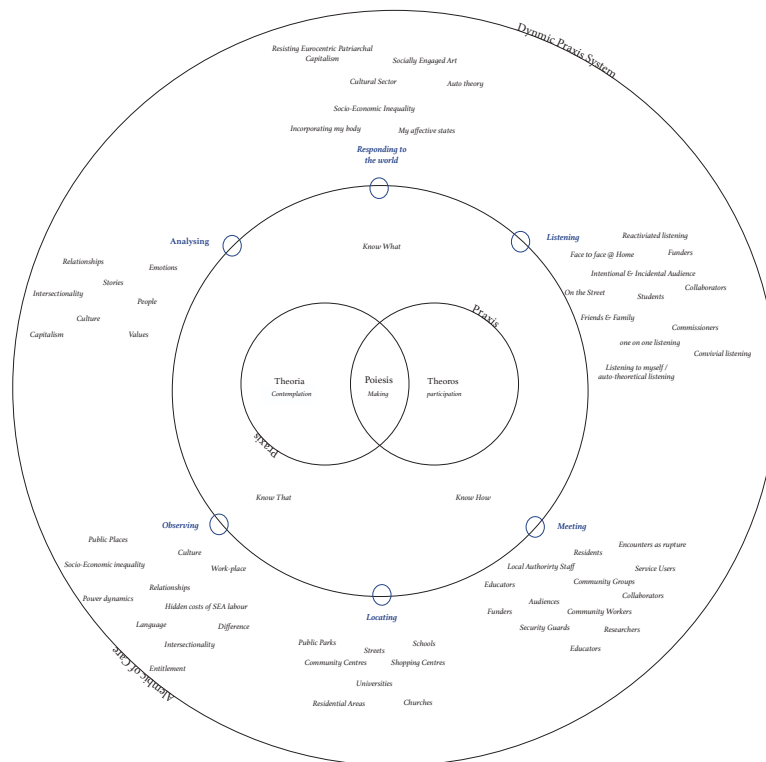 Dynmic Praxis System
Resisting Eurocentric Patriarchal
Capitalism
Socially Engaged Art
Cultural Sector
Auto theory
Socio-Economic Inequality
Incorporating my body
My affective states
Responding to
the world
Analysing
Relationships
Emotions
Stories
Intersectionality
People
Culture
Capitalism
Values
Know What
Listening
Reactiviated listening
Face to face @ Home
Funders
Intentional & Incidental Audience
On the Street
Collaborators
Students
Friends & Family
Commissioners
one on one listening
Convivial listening
Listening to myself /
auto-theoretical listening
Praxis
Theoria
Contemplation
Poiesis
Making
Theoros
participation
Praxis
Know That
Know How
Observing
Public Places
Culture
Socio-Economic inequality
Work-place
Relationships
Power dynamics
Hidden costs of SEA labour
Language
Difference
Intersectionality
Entitlement
Alembic of Care
Locating
Public Parks
Streets
Schools
Community Centres
Shopping Centres
Universities
Residential Areas
Churches
Meeting
Encounters as rupture
Residents
Local Authorirty Staff
Service Users
Educators
Community Groups
Collaborators
Audiences
Funders
Community Workers
Security Guards
Researchers
Educators